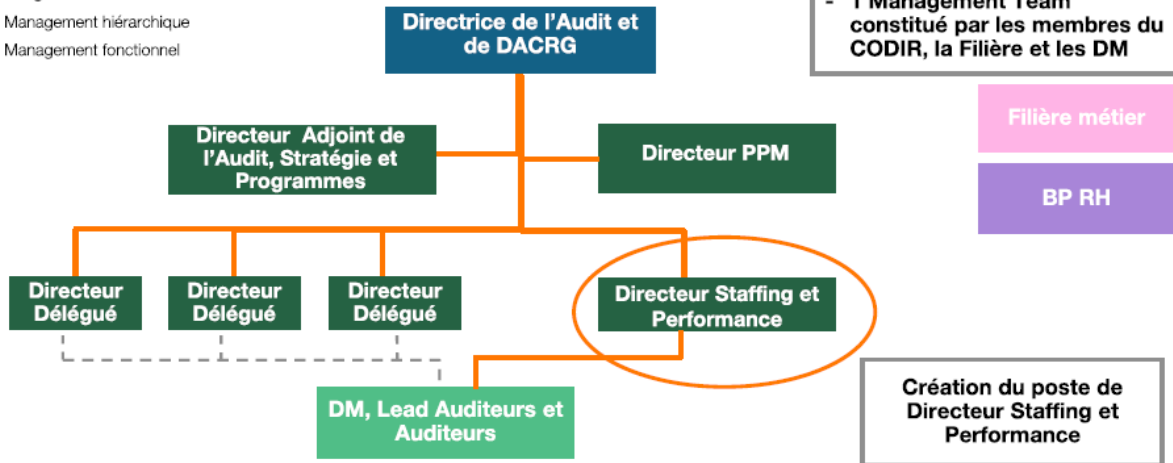 Management hiérarchique
Management fonctionnel
Directrice de l'Audit et
de DACRG
- 1 Management Team
constitué par les membres du
CODIR, la Filière et les DM
Directeur Adjoint de
l'Audit, Stratégie et
Programmes
Directeur PPM
Filière métier
BP RH
Directeur
Délégué
Directeur
Délégué
Directeur
Délégué
Directeur Staffing et
Performance
DM, Lead Auditeurs et
Auditeurs
Création du poste de
Directeur Staffing et
Performance